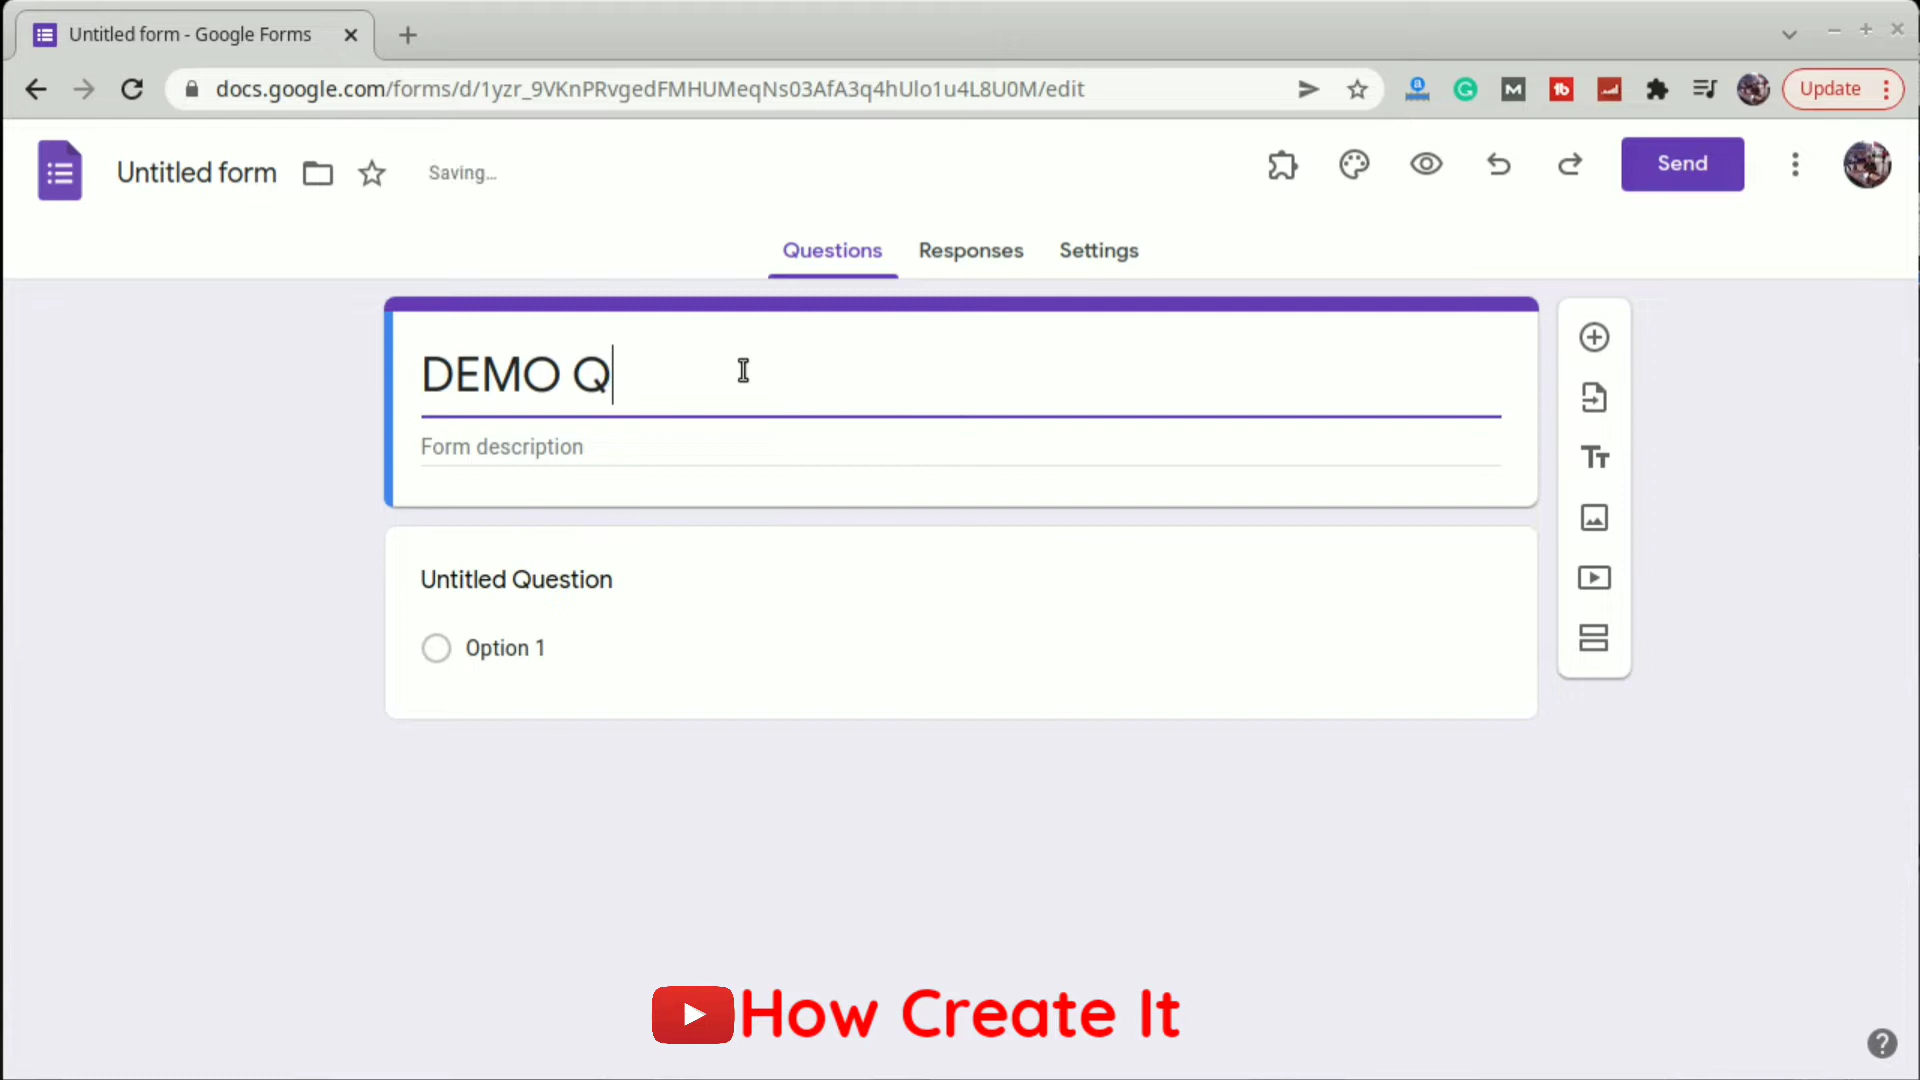 Untitled form - Google Forms
docs.google.com/forms/d/1yzr_9VKnPRvgedFMHUMeqNs03AfA3q4hUlo1u4L8U0M/edit
Update
Untitled form
Saving...
Send
Questions
Responses
Settings
DEMO Q
Form description
Untitled Question
Option 1
How Create It